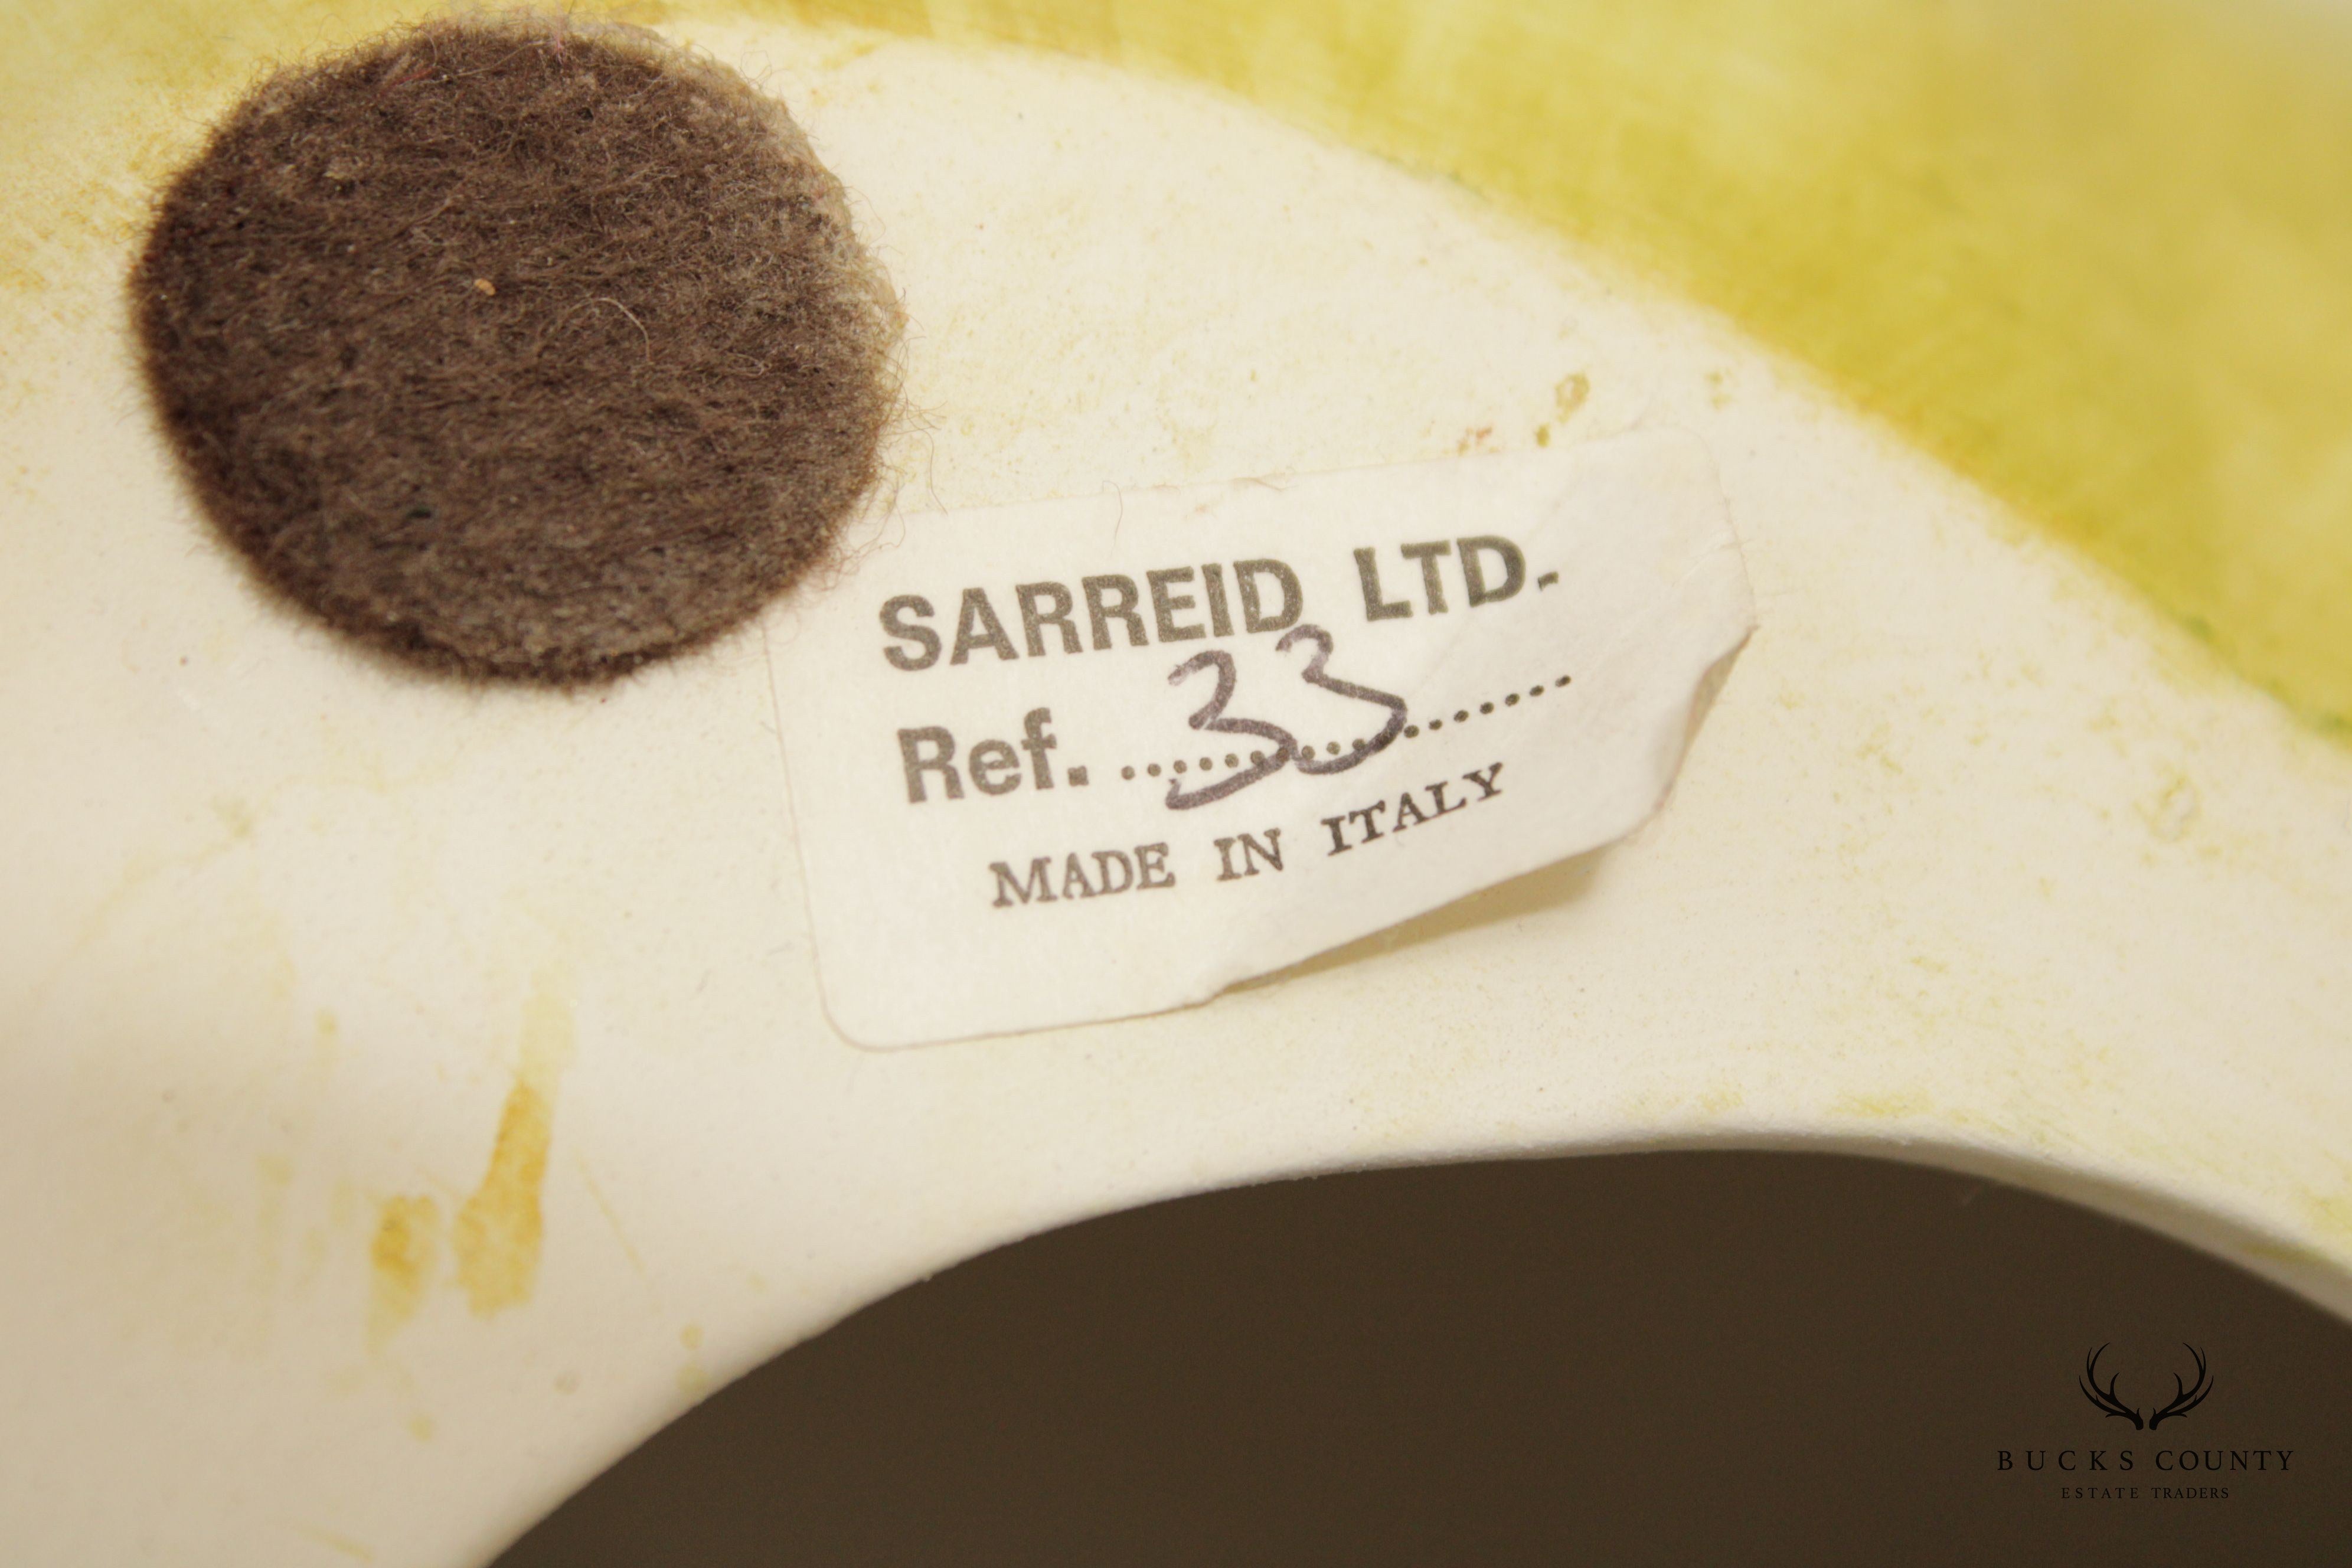 SARREID LTD.
Ref. ........33........
MADE IN ITALY
BUCKS COUNTY
ESTATE TRADERS